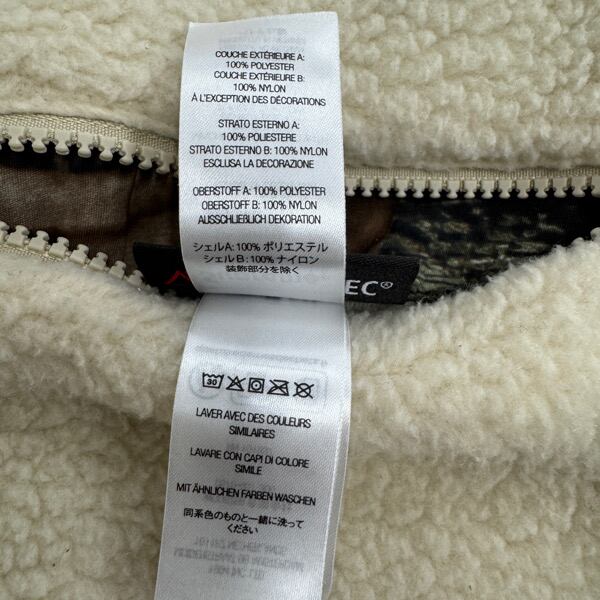 COUCHE EXTÉRIEURE A:
100% POLYESTER
COUCHE EXTÉRIEURE B:
100% NYLON
À L'EXCEPTION DES DÉCORATIONS
STRATO ESTERNO A:
100% POLIESTERE
STRATO ESTERNO B: 100% NYLON
ESCLUSA LA DECORAZIONE
OBERSTOFF A: 100% POLYESTER
OBERSTOFF B: 100% NYLON
AUSSCHLIEßLICH DEKORATION
シェルA: 100% ポリエステル
シェル B: 100% ナイロン
装飾部分を除く
EC®
30
LAVER AVEC DES COULEURS
SIMILAIRES
LAVARE CON CAPI DI COLORE
SIMILE
MIT ÄHNLICHEN FARBEN WASCHEN
同系色のものと一緒に洗って
ください